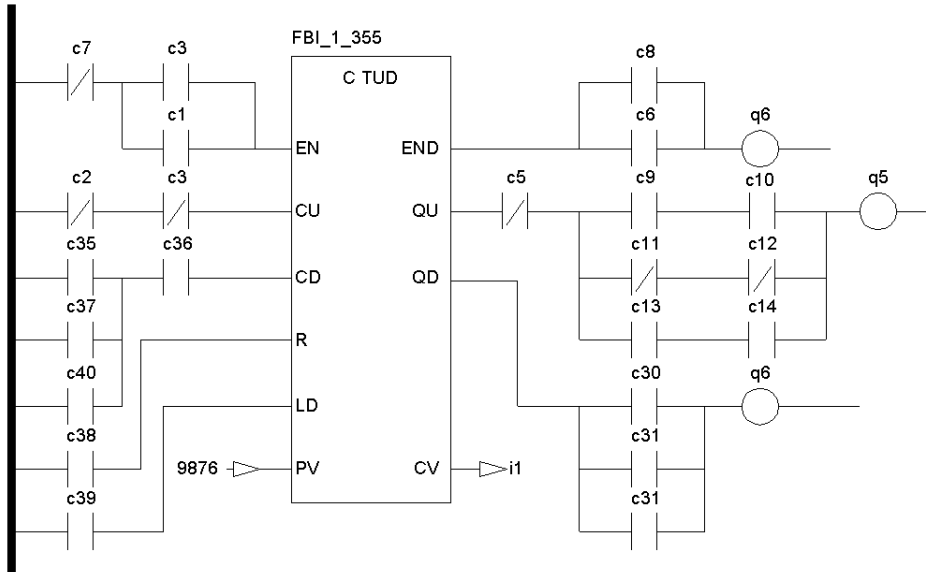 FBI_1_355
c7 c3 C TUD c8
c1 c6 q6
EN END
c2 c3 c5 c9 c10 q5
CU QU
c35 c36 c11 c12
CD QD
c37 c13 c14
R
c40 c30 q6
LD
c38 c31
9876 PV CV i1
c39 c31